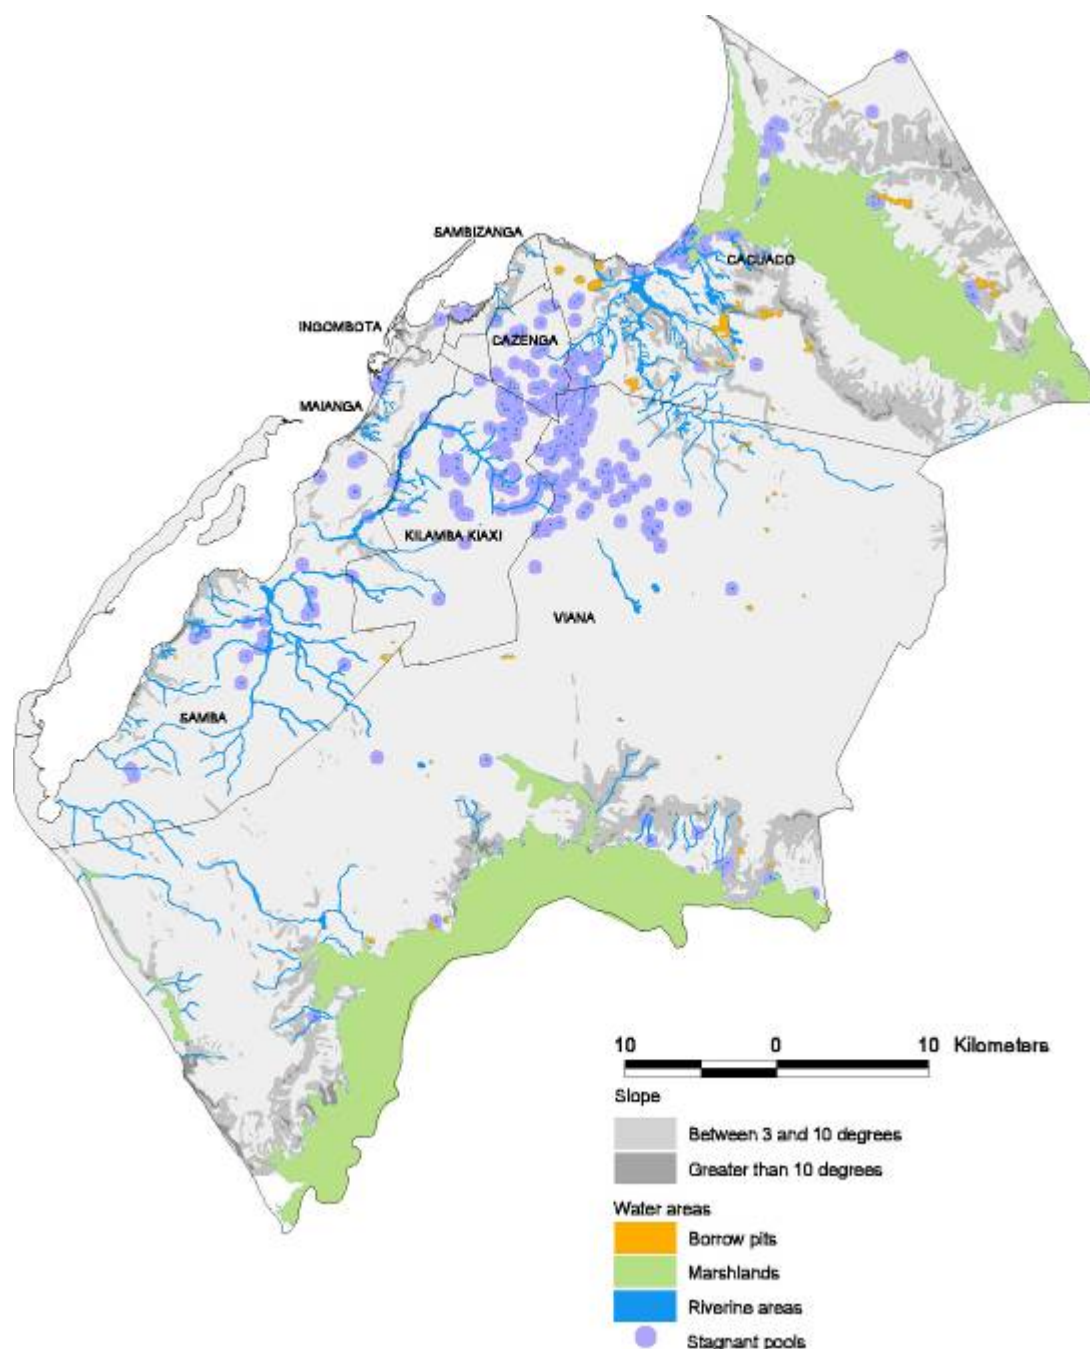 SAMBIZANGA
CACUACO
INGOMBOTA
CAZENGA
MAIANGA
KILAMBA KIAXI
VIANA
SAMBA
10 0 10 Kilometers
Slope
Between 3 and 10 degrees
Greater than 10 degrees
Water areas
Borrow pits
Marshlands
Riverine areas
Stagnant pools